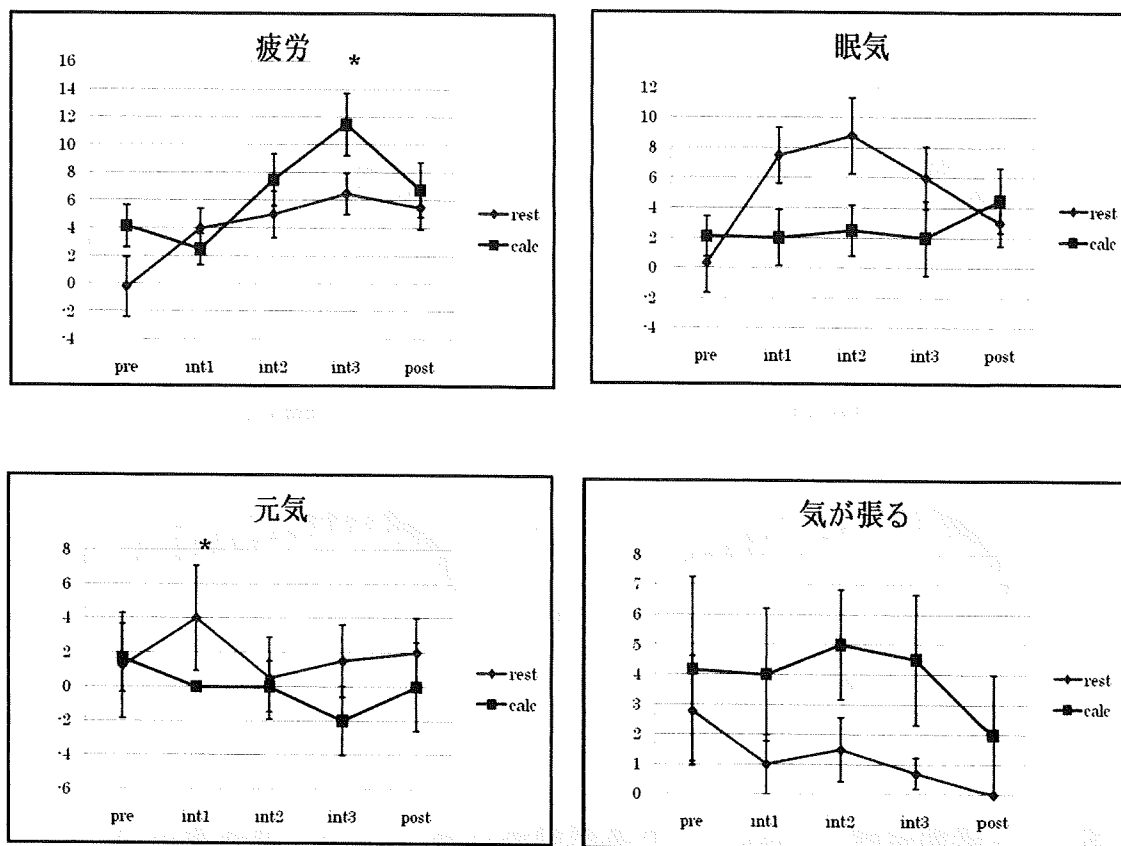 疲労
*
16
14
12
10
8
6
4
2
0
-2
-4
pre int1 int2 int3 post
rest
calc
眠気
12
10
8
6
4
2
0
-2
-4
pre int1 int2 int3 post
rest
calc
元気
*
8
6
4
2
0
-2
-4
-6
pre int1 int2 int3 post
rest
calc
気が張る
8
7
6
5
4
3
2
1
0
pre int1 int2 int3 post
rest
calc